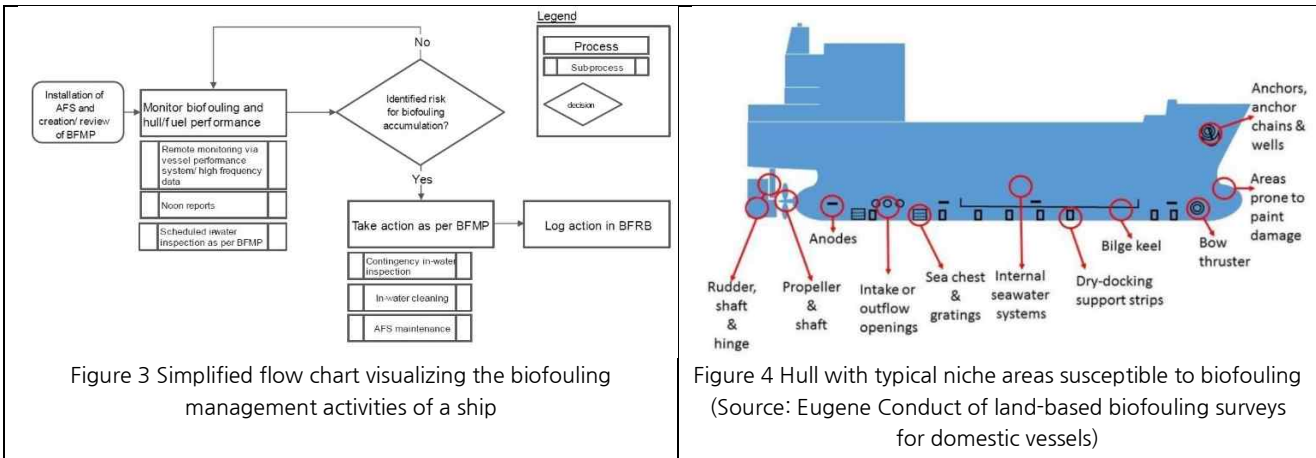 Legend
Process
Sub-process
decision
No
Installation of
AFS and
creation/ review
of BFMP
Monitor biofouling and
hull/fuel performance
Identified risk
for biofouling
accumulation?
Remote monitoring via
vessel performance
system/ high frequency
data
Noon reports
Scheduled inwater
inspection as per BFMP
Yes
Take action as per BFMP
Log action in BFRB
Contingency in-water
inspection
In-water cleaning
AFS maintenance
Figure 3 Simplified flow chart visualizing the biofouling
management activities of a ship
Anchors,
anchor
chains &
wells
Areas
prone to
paint
damage
Rudder,
shaft
&
hinge
Propeller
&
shaft
Anodes
Intake or
outflow
openings
Sea chest
&
gratings
Internal
seawater
systems
Dry-docking
support strips
Bilge keel
Bow
thruster
Figure 4 Hull with typical niche areas susceptible to biofouling
(Source: Eugene Conduct of land-based biofouling surveys
for domestic vessels)